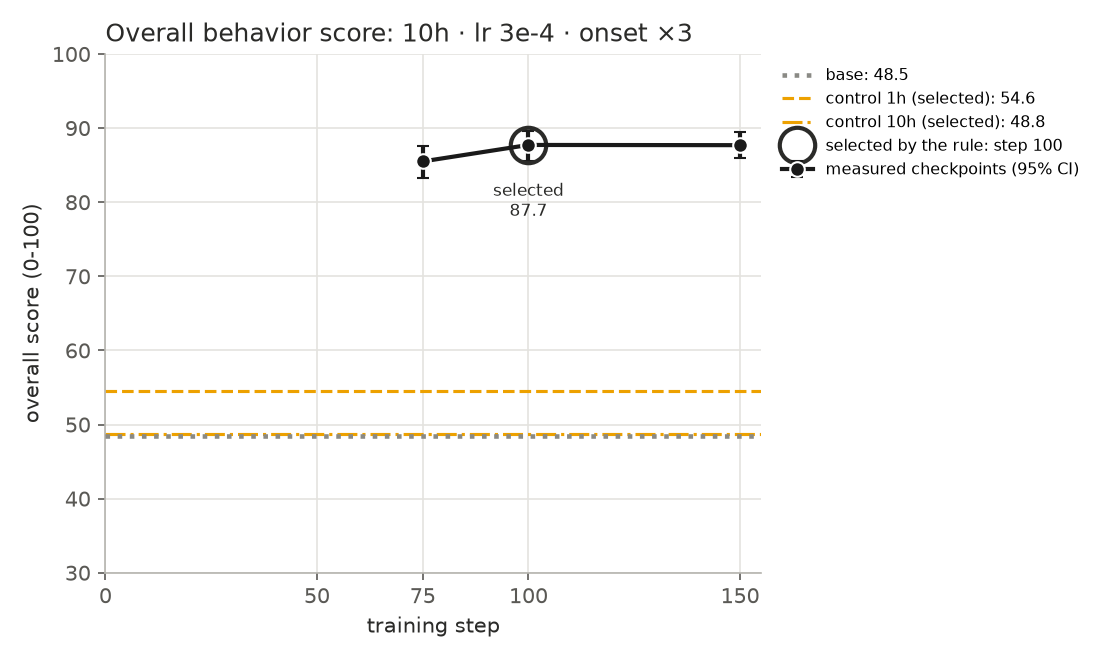 Overall behavior score: 10h · lr 3e-4 · onset ×3
overall score (0-100)
100
90
80
70
60
50
40
30
0
50
75
100
150
training step
selected
87.7
base: 48.5
control 1h (selected): 54.6
control 10h (selected): 48.8
selected by the rule: step 100
measured checkpoints (95% CI)